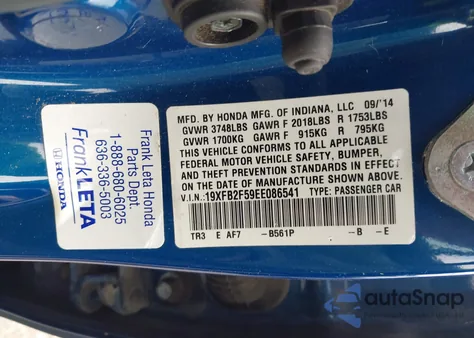 Frank Leta Honda
Parts Dept.
1-888-680-6025
636-336-5003
FrankLETA
HONDA
MFD. BY HONDA MFG. OF INDIANA, LLC 09/'14
GVWR 3748LBS GAWR F 2018LBS R 1753LBS
GVWR 1700KG GAWR F 915KG R 795KG
THIS VEHICLE CONFORMS TO ALL APPLICABLE
FEDERAL MOTOR VEHICLE SAFETY, BUMPER,
AND THEFT PREVENTION STANDARDS IN EFFECT
ON THE DATE OF MANUFACTURE SHOWN ABOVE.
V.I.N.:19XFB2F59EE086541 TYPE: PASSENGER CAR
TR3 E AF7 -B561P -B -E
autoSnap